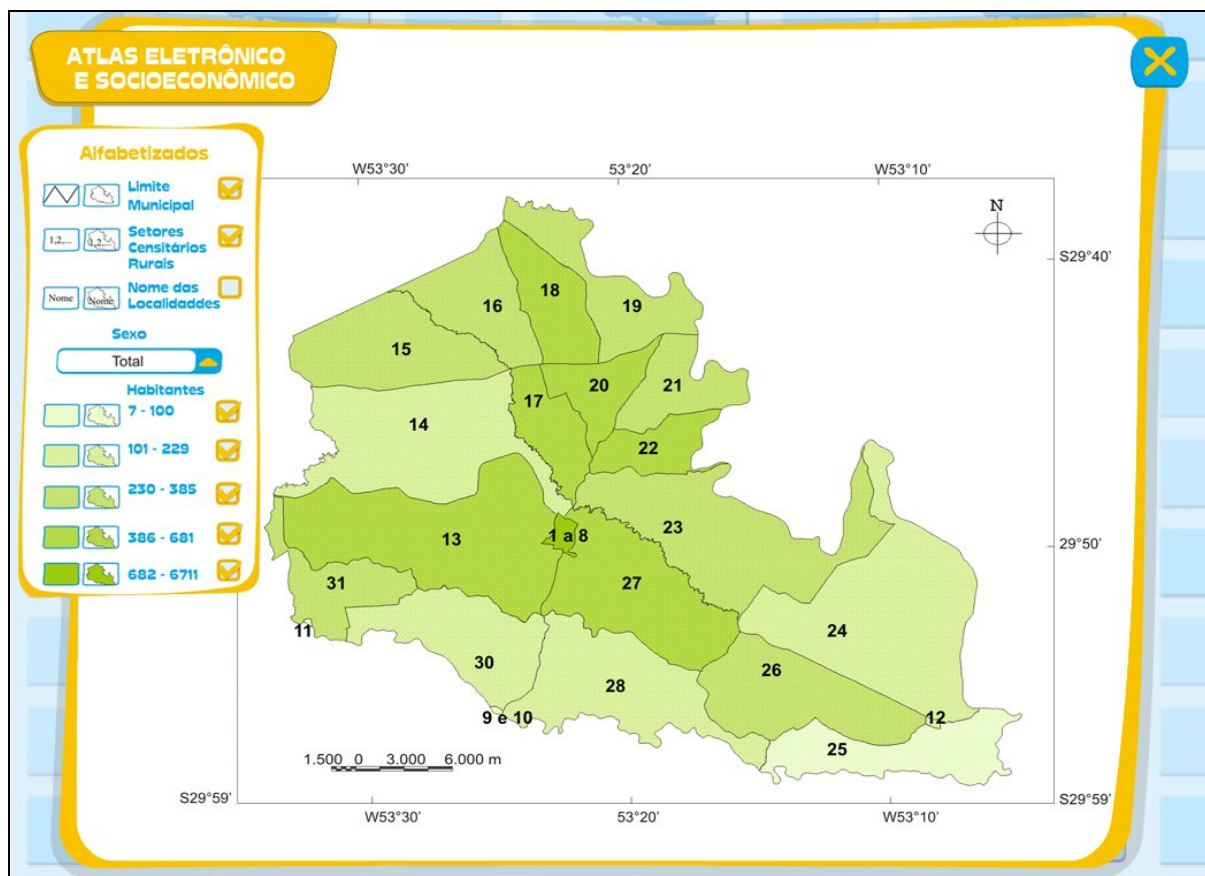 ATLAS ELETRÔNICO
E SOCIOECONÔMICO
Alfabetizados
Limite
Municipal
1,2,...
1,2,...
Setores
Censitários
Rurais
Nome
Nome
Nome das
Localidaddes
Sexo
Total
Habitantes
7 - 100
101 - 229
230 - 385
386 - 681
682 - 6711
W53°30'
53°20'
W53°10'
N
S29°40'
18
16
19
15
20
21
17
14
22
23
13
1 a 8
29°50'
27
31
11
24
30
26
28
9 e 10
12
25
1.500 0 3.000 6.000 m
S29°59'
S29°59'
W53°30'
53°20'
W53°10'